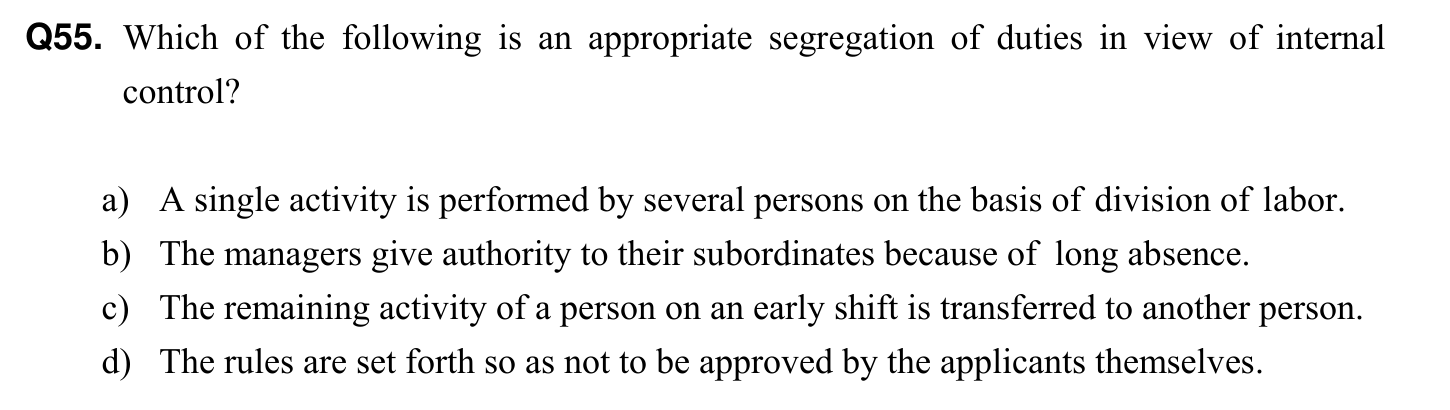 Q55. Which of the following is an appropriate segregation of duties in view of internal
control?
a) A single activity is performed by several persons on the basis of division of labor.
b) The managers give authority to their subordinates because of long absence.
c) The remaining activity of a person on an early shift is transferred to another person.
d) The rules are set forth so as not to be approved by the applicants themselves.